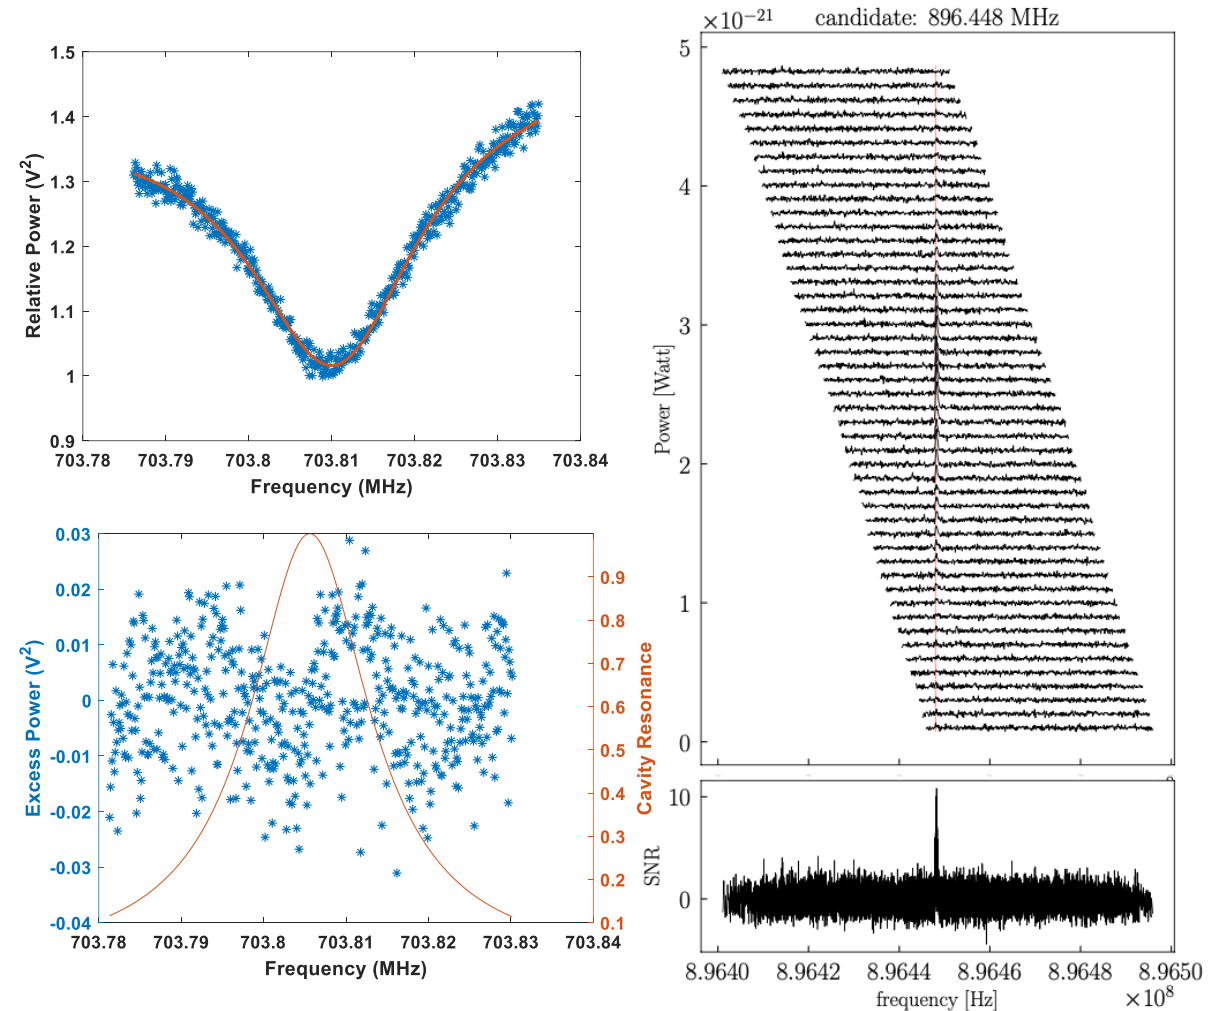 1.5
1.4
1.3
1.2
1.1
1
0.9
Relative Power (V²)
703.78 703.79 703.8 703.81 703.82 703.83 703.84
Frequency (MHz)
0.03
0.02
0.01
0
-0.01
-0.02
-0.03
-0.04
Excess Power (V²)
0.9
0.8
0.7
0.6
0.5
0.4
0.3
0.2
0.1
Cavity Resonance
703.78 703.79 703.8 703.81 703.82 703.83 703.84
Frequency (MHz)
×10⁻²¹ candidate: 896.448 MHz
5
4
3
2
1
0
Power [Watt]
10
0
SNR
8.9640 8.9642 8.9644 8.9646 8.9648 8.9650
frequency [Hz] ×10⁸